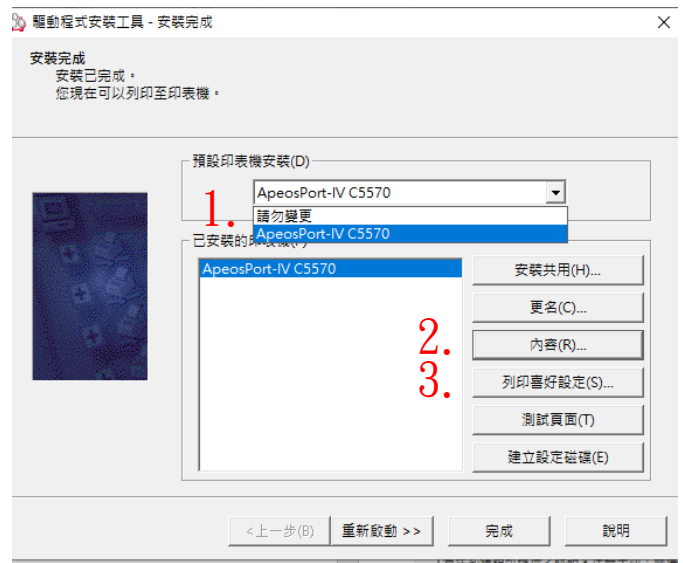 驅動程式安裝工具 - 安裝完成
安裝完成
安裝已完成。
您現在可以列印至印表機。
預設印表機安裝(D)
ApeosPort-IV C5570
1.
請勿變更
ApeosPort-IV C5570
已安裝的
ApeosPort-IV C5570
安裝共用(H)...
更名(C)...
2.
內容(R)...
3.
列印喜好設定(S)...
測試頁面(T)
建立設定磁碟(E)
<上一步(B)
重新啟動 >>
完成
說明